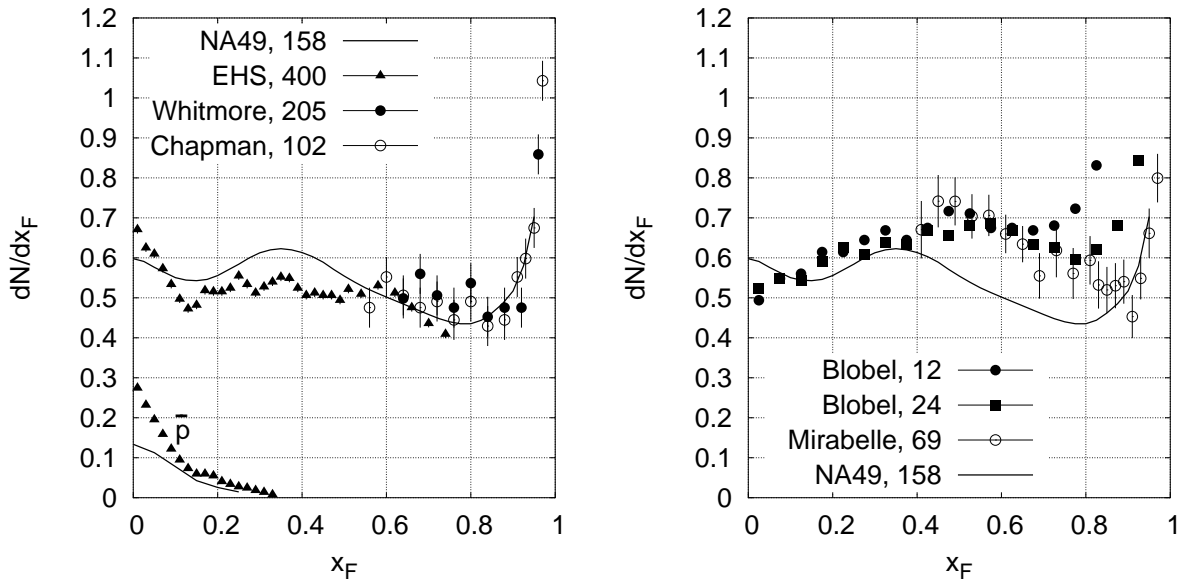 1.2
1.1
1
0.9
0.8
0.7
0.6
0.5
0.4
0.3
0.2
0.1
0
dN/dx_F
NA49, 158
EHS, 400
Whitmore, 205
Chapman, 102
p̅
0 0.2 0.4 0.6 0.8 1
x_F
1.2
1.1
1
0.9
0.8
0.7
0.6
0.5
0.4
0.3
0.2
0.1
0
dN/dx_F
Blobel, 12
Blobel, 24
Mirabelle, 69
NA49, 158
0 0.2 0.4 0.6 0.8 1
x_F